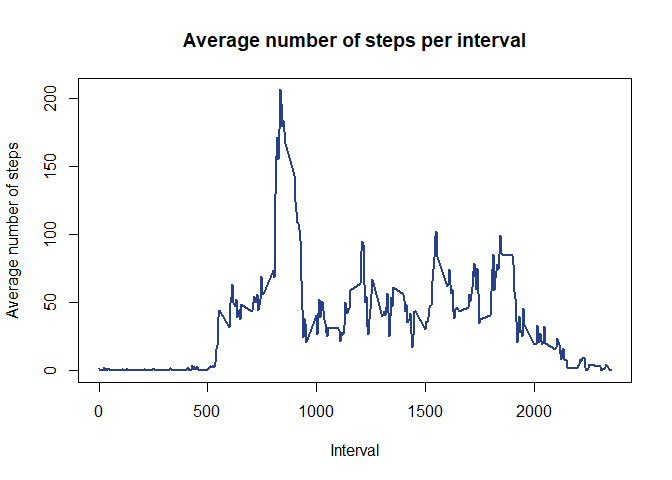 Average number of steps per interval
Average number of steps
200
150
100
50
0
0 500 1000 1500 2000
Interval